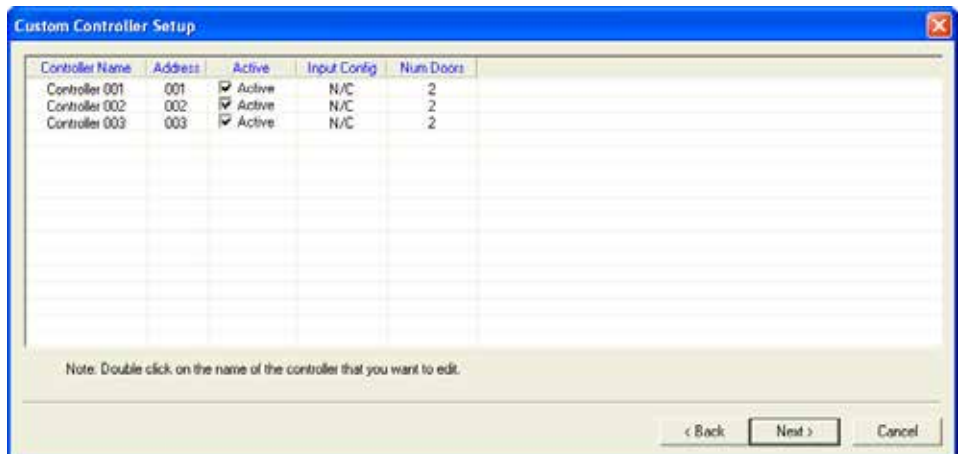 Custom Controller Setup
Controller Name Address Active Input Config Num Doors
Controller 001 001 Active N/C 2
Controller 002 002 Active N/C 2
Controller 003 003 Active N/C 2
Note: Double click on the name of the controller that you want to edit.
< Back Next > Cancel